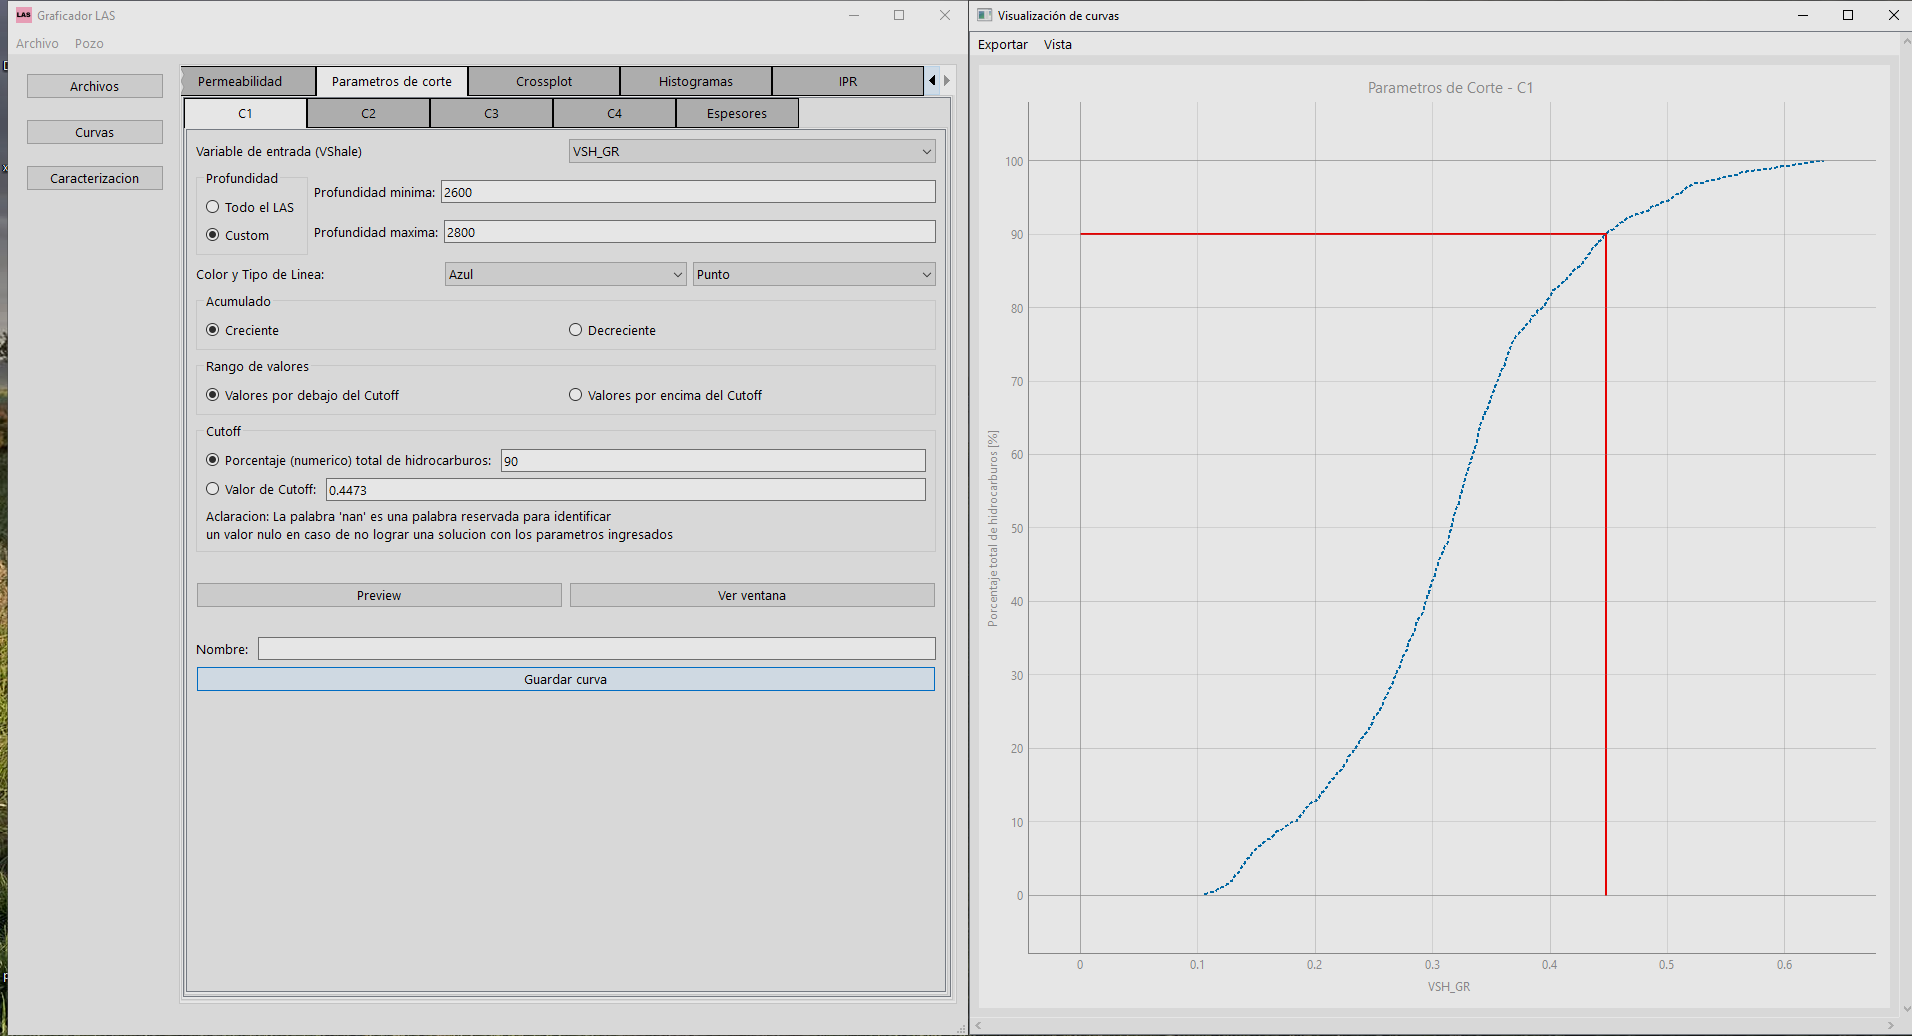 LAS Graficador LAS
Archivo Pozo
Archivos
Curvas
Caracterizacion
Permeabilidad Parametros de corte Crossplot Histogramas IPR
C1 C2 C3 C4 Espesores
Variable de entrada (VShale) VSH_GR
Profundidad
Todo el LAS
Custom
Profundidad minima: 2600
Profundidad maxima: 2800
Color y Tipo de Linea: Azul Punto
Acumulado
Creciente Decreciente
Rango de valores
Valores por debajo del Cutoff Valores por encima del Cutoff
Cutoff
Porcentaje (numerico) total de hidrocarburos: 90
Valor de Cutoff: 0.4473
Aclaracion: La palabra 'nan' es una palabra reservada para identificar
un valor nulo en caso de no lograr una solucion con los parametros ingresados
Preview Ver ventana
Nombre:
Guardar curva
Visualización de curvas
Exportar Vista
Parametros de Corte - C1
Porcentaje total de hidrocarburos [%]
100
90
80
70
60
50
40
30
20
10
0
0 0.1 0.2 0.3 0.4 0.5 0.6
VSH_GR